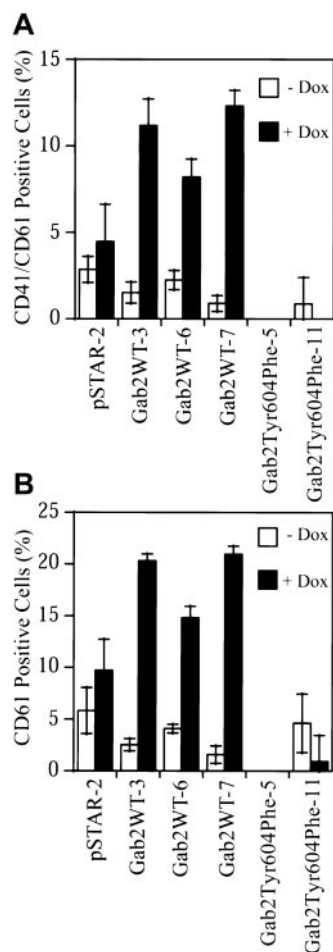 A
CD41/CD61 Positive Cells (%)
15
10
5
0
- Dox
+ Dox
pSTAR-2
Gab2WT-3
Gab2WT-6
Gab2WT-7
Gab2Tyr604Phe-5
Gab2Tyr604Phe-11
B
CD61 Positive Cells (%)
25
20
15
10
5
0
- Dox
+ Dox
pSTAR-2
Gab2WT-3
Gab2WT-6
Gab2WT-7
Gab2Tyr604Phe-5
Gab2Tyr604Phe-11